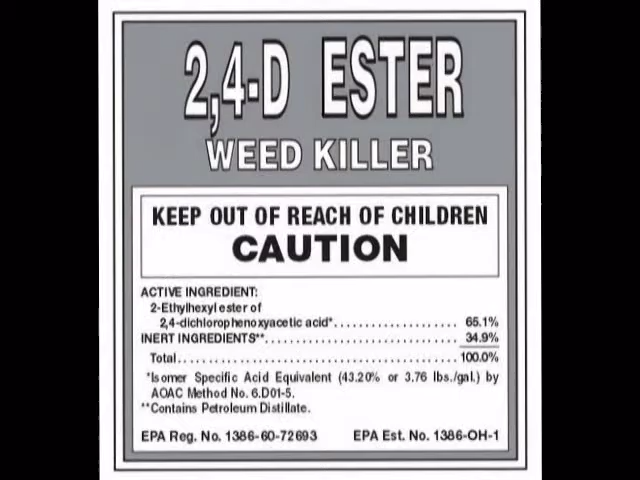 2,4-D ESTER
WEED KILLER
KEEP OUT OF REACH OF CHILDREN
CAUTION
ACTIVE INGREDIENT:
2-Ethylhexyl ester of
2,4-dichlorophenoxyacetic acid*.................... 65.1%
INERT INGREDIENTS**.............................. 34.9%
Total.............................................. 100.0%
*Isomer Specific Acid Equivalent (43.20% or 3.76 lbs./gal.) by
AOAC Method No. 6.D01-5.
**Contains Petroleum Distillate.
EPA Reg. No. 1386-60-72693 EPA Est. No. 1386-OH-1